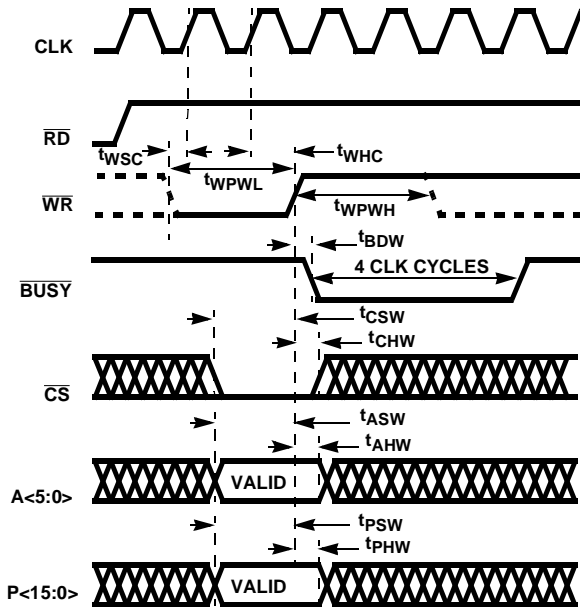 CLK
RD
tWSC
tWHC
tWPWL
WR
tWPWH
tBDW
4 CLK CYCLES
BUSY
tCSW
tCHW
CS
tASW
tAHW
VALID
A<5:0>
tPSW
tPHW
VALID
P<15:0>